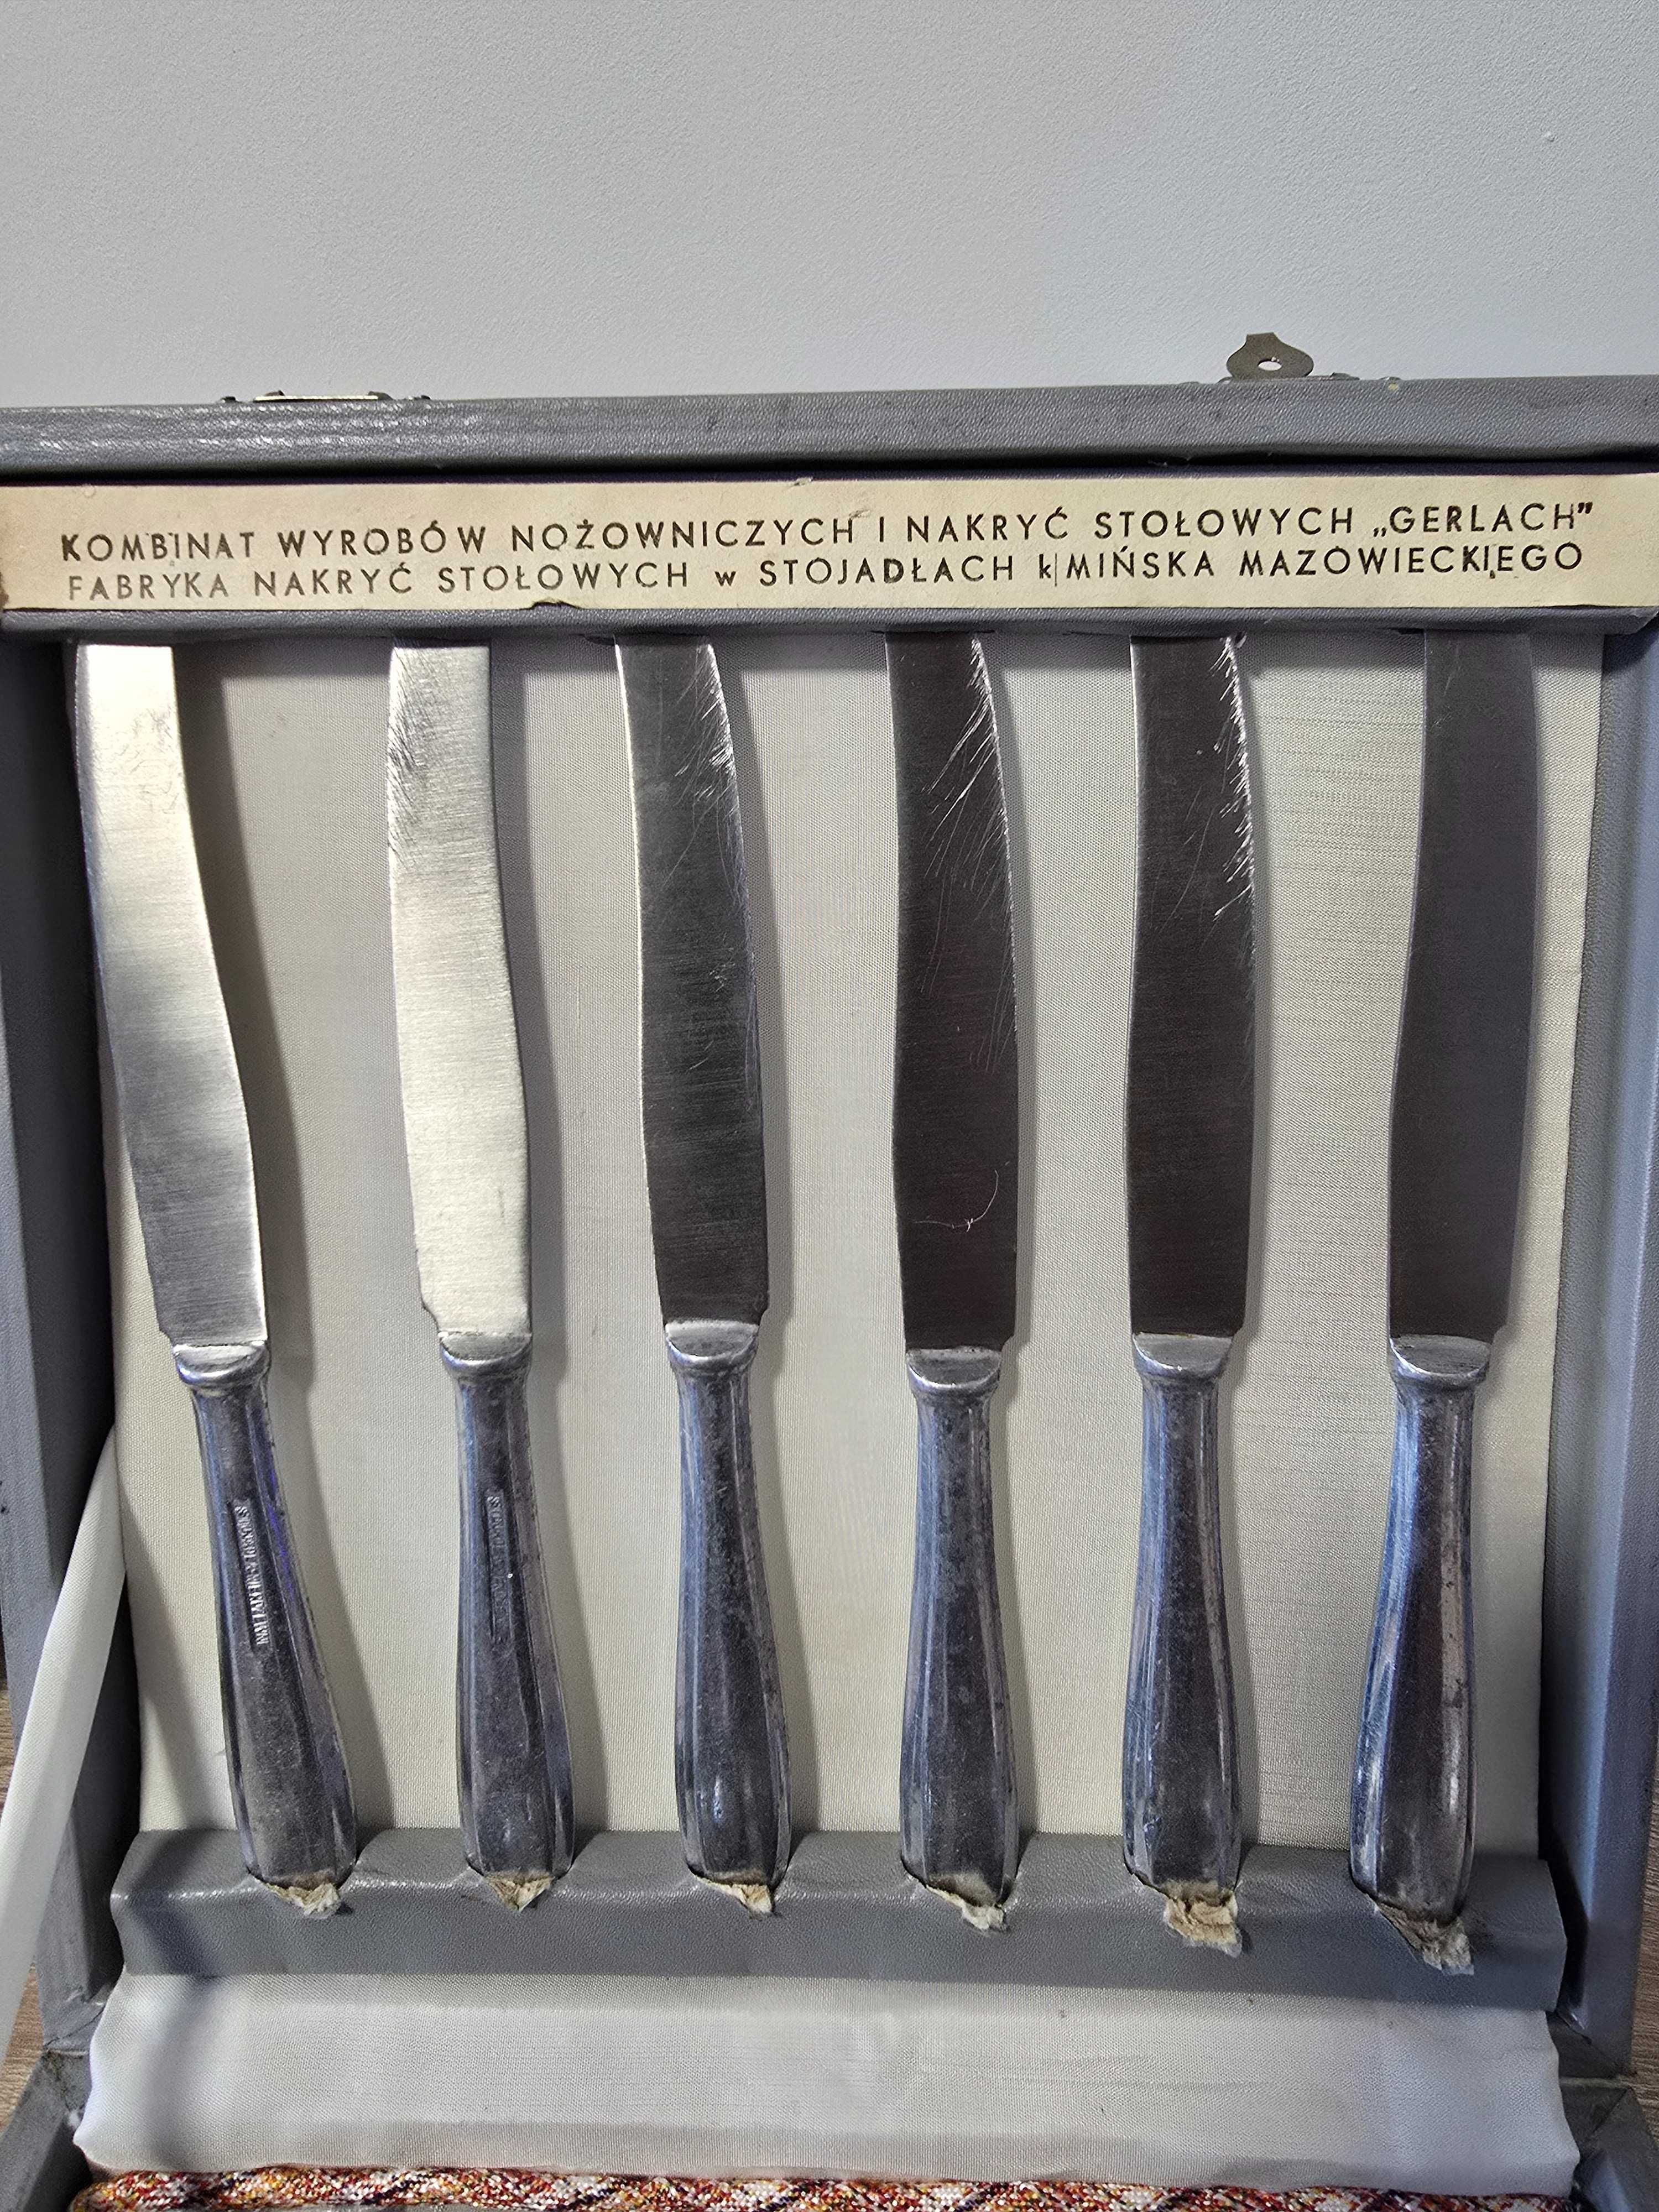 KOMBINAT WYROBÓW NOŻOWNICZYCH I NAKRYĆ STOŁOWYCH „GERLACH”
FABRYKA NAKRYĆ STOŁOWYCH w STOJADŁACH k/MIŃSKA MAZOWIECKIEGO